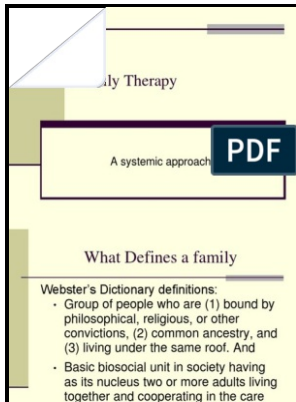 ily Therapy
A systemic approach
PDF
What Defines a family
Webster's Dictionary definitions:
• Group of people who are (1) bound by
philosophical, religious, or other
convictions, (2) common ancestry, and
(3) living under the same roof. And
• Basic biosocial unit in society having
as its nucleus two or more adults living
together and cooperating in the care